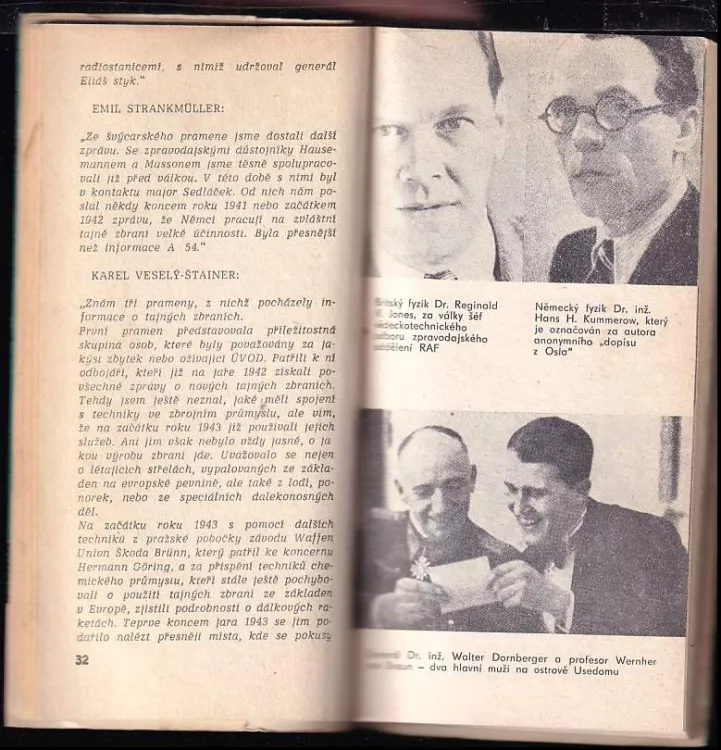 radiostanicemi, s nimiž udržoval generál
Eliáš styk."
EMIL STRANKMÜLLER:
„Ze švýcarského pramene jsme dostali další
zprávu. Se zpravodajskými důstojníky Hause-
mannem a Massonem jsme těsně spolupraco-
vali již před válkou. V této době s nimi byl
v kontaktu major Sedláček. Od nich nám po-
slal někdy koncem roku 1941 nebo začátkem
1942 zprávu, že Němci pracují na zvláštní
tajné zbrani velké účinnosti. Byla přesnější
než informace A 54."
KAREL VESELÝ-ŠTAINER:
„Znám tři prameny, z nichž pocházely in-
formace o tajných zbraních.
První pramen představovala příležitostná
skupina osob, které byly považovány za ja-
kýsi zbytek nebo ožívající ÚVOD. Patřili k ní
odbojáři, kteří již na jaře 1942 získali po-
všechné zprávy o nových tajných zbraních.
Tehdy jsem ještě neznal, jaké měli spojení
s techniky ve zbrojním průmyslu, ale vím,
že na začátku roku 1943 již používali jejich
služeb. Ani jim však nebylo vždy jasné, o ja-
kou výrobu zbraní jde. Uvažovalo se nejen
o létajících střelách, vypalovaných ze zákla-
den na evropské pevnině, ale také z lodí, po-
norek, nebo ze speciálních dalekonosných
děl.
Na začátku roku 1943 s pomocí dalších
techniků z pražské pobočky závodu Waffen
Union Škoda Brünn, který patřil ke koncernu
Hermann Göring, a za přispění techniků che-
mického průmyslu, kteří stále ještě pochybo-
vali o použití tajných zbraní ze základen
v Evropě, zjistili podrobnosti o dálkových ra-
ketách. Teprve koncem jara 1943 se jim po-
dařilo nalézt přesněji místa, kde se pokusy
32
fyzik Dr. Reginald
Jones, za války šéf
zpravodajského
RAF
Německý fyzik Dr. inž.
Hans H. Kummerow, který
je označován za autora
anonymního „dopisu
z Osla"
Dr. inž. Walter Dornberger a profesor Wernher
– dva hlavní muži na ostrově Usedomu